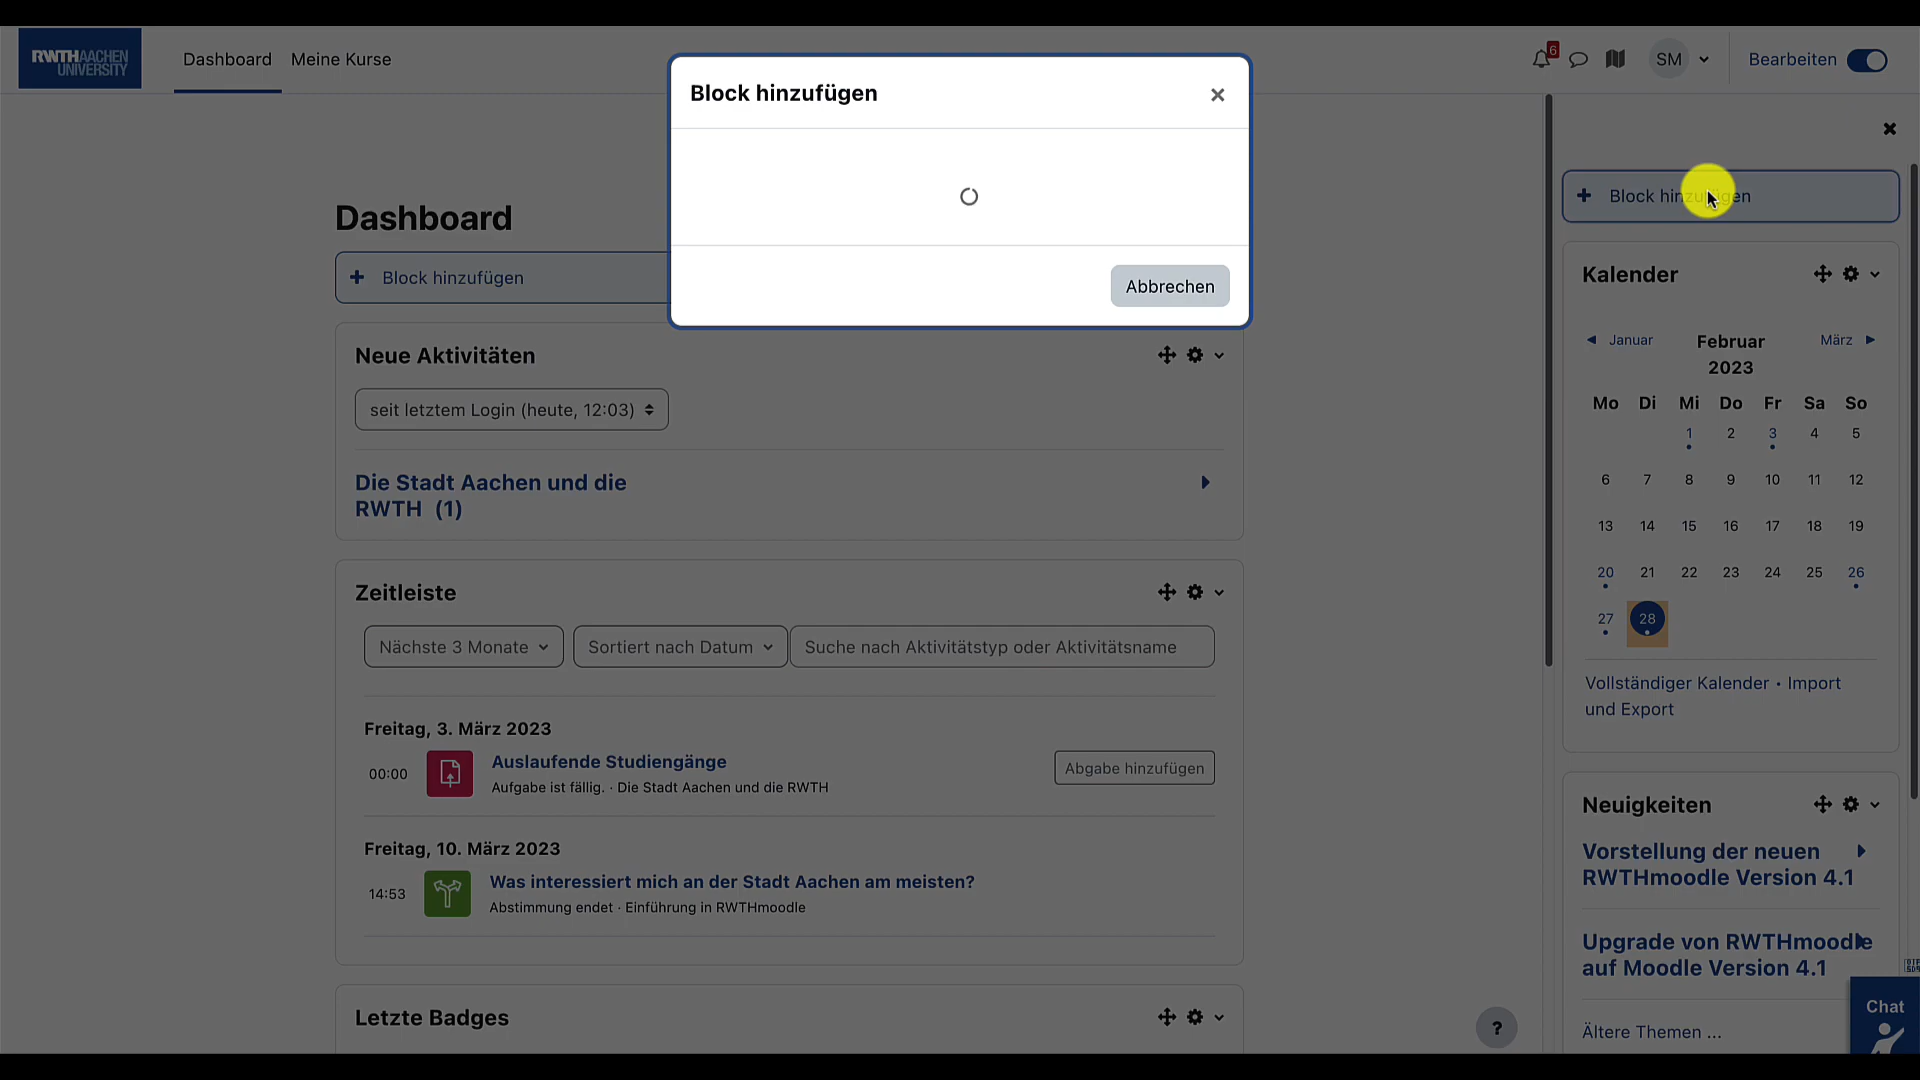 RWTHAACHEN
UNIVERSITY
Dashboard
Meine Kurse
6
SM
Bearbeiten
Block hinzufügen
×
Abbrechen
Dashboard
Block hinzufügen
Neue Aktivitäten
seit letztem Login (heute, 12:03)
Die Stadt Aachen und die
RWTH (1)
Zeitleiste
Nächste 3 Monate
Sortiert nach Datum
Suche nach Aktivitätstyp oder Aktivitätsname
Freitag, 3. März 2023
00:00
Auslaufende Studiengänge
Aufgabe ist fällig. · Die Stadt Aachen und die RWTH
Abgabe hinzufügen
Freitag, 10. März 2023
14:53
Was interessiert mich an der Stadt Aachen am meisten?
Abstimmung endet · Einführung in RWTHmoodle
Letzte Badges
?
Block hinzufügen
Kalender
Januar
Februar
2023
März
Mo Di Mi Do Fr Sa So
1 2 3 4 5
6 7 8 9 10 11 12
13 14 15 16 17 18 19
20 21 22 23 24 25 26
27 28
Vollständiger Kalender • Import
und Export
Neuigkeiten
Vorstellung der neuen
RWTHmoodle Version 4.1
Upgrade von RWTHmoodle
auf Moodle Version 4.1
Ältere Themen ...
Chat